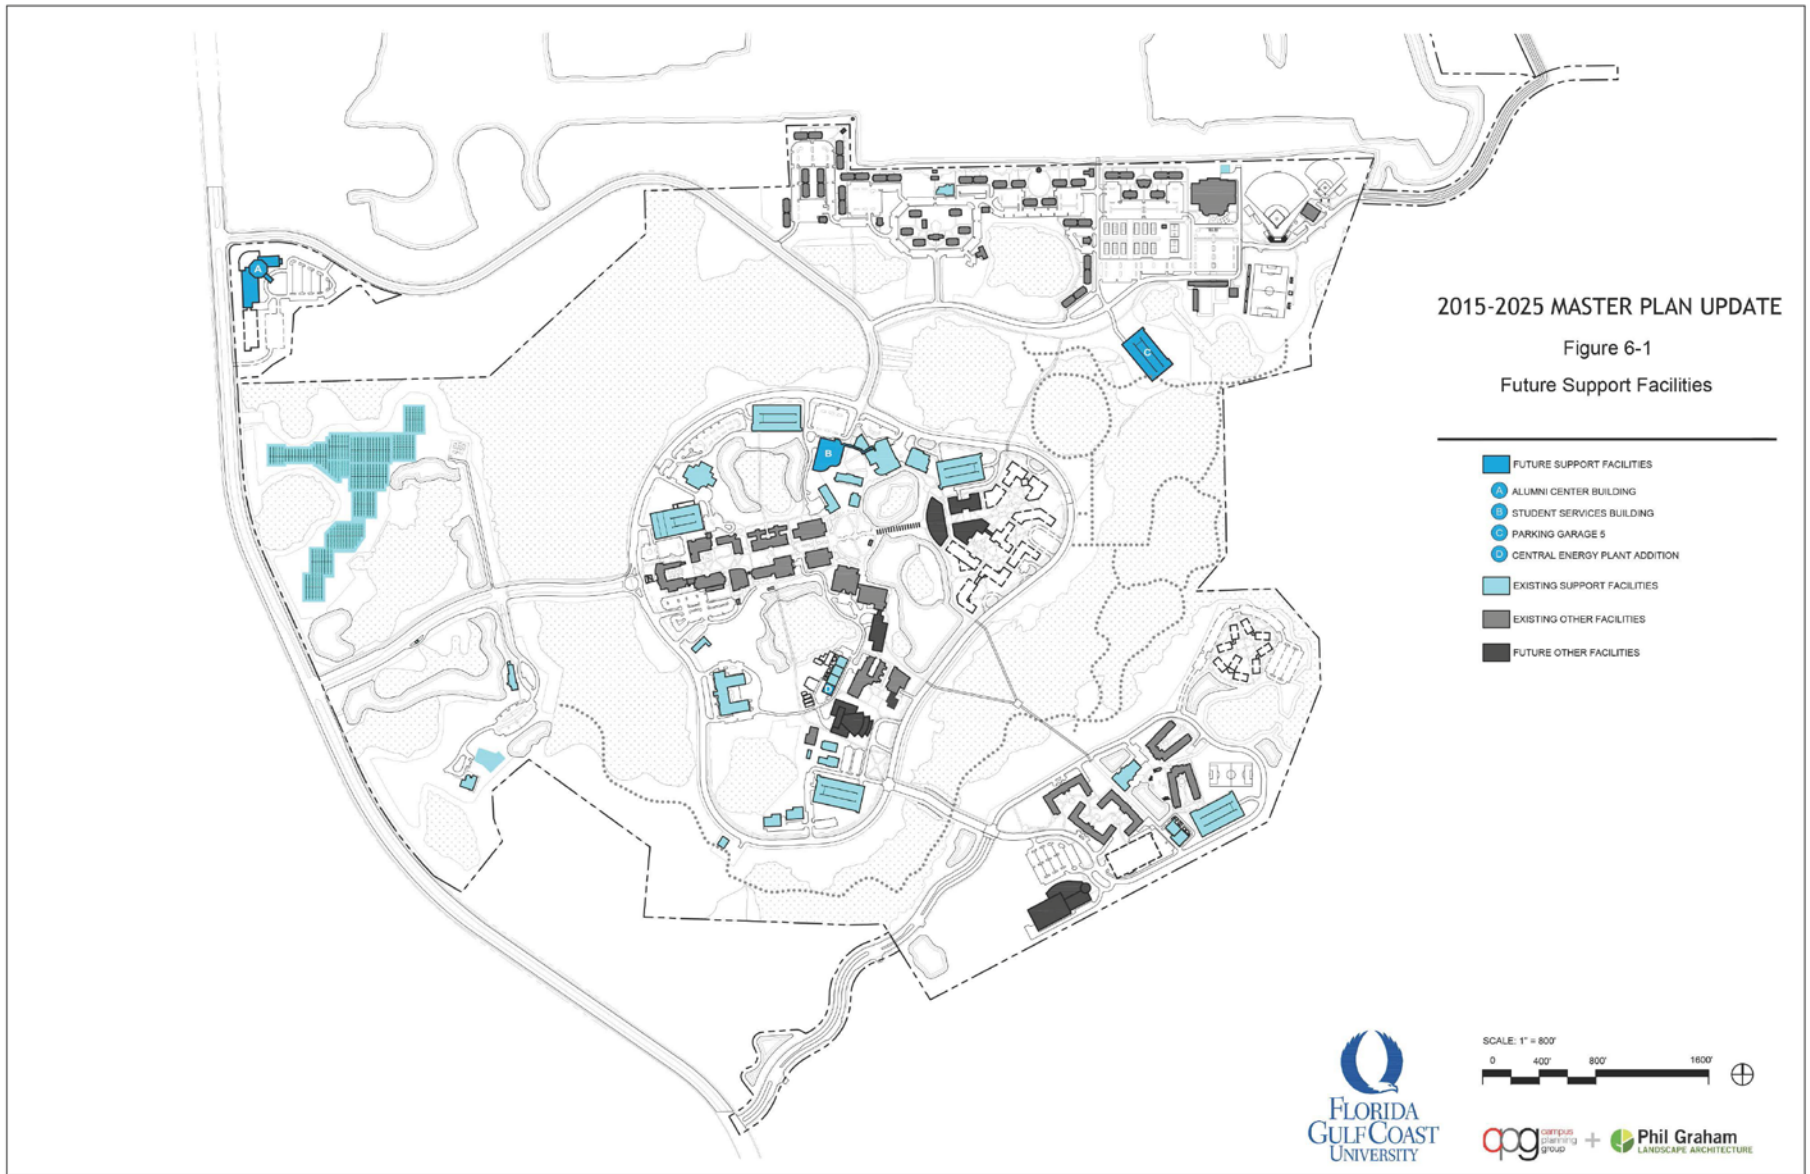 A
B
C
D
2015-2025 MASTER PLAN UPDATE
Figure 6-1
Future Support Facilities
FUTURE SUPPORT FACILITIES
A ALUMNI CENTER BUILDING
B STUDENT SERVICES BUILDING
C PARKING GARAGE 5
D CENTRAL ENERGY PLANT ADDITION
EXISTING SUPPORT FACILITIES
EXISTING OTHER FACILITIES
FUTURE OTHER FACILITIES
SCALE: 1" = 800'
0 400' 800' 1600'
FLORIDA
GULF COAST
UNIVERSITY
cpg campus
planning
group
+
Phil Graham
LANDSCAPE ARCHITECTURE